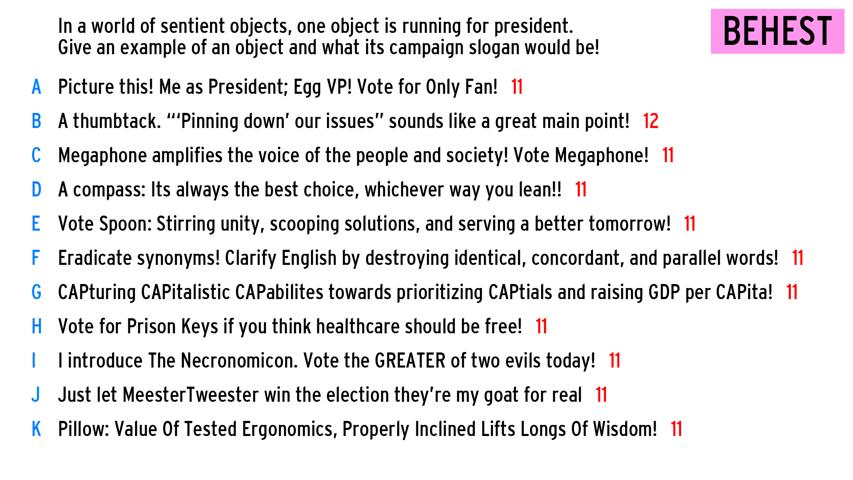 In a world of sentient objects, one object is running for president.
Give an example of an object and what its campaign slogan would be!
BEHEST
A Picture this! Me as President; Egg VP! Vote for Only Fan! 11
B A thumbtack. “‘Pinning down’ our issues” sounds like a great main point! 12
C Megaphone amplifies the voice of the people and society! Vote Megaphone! 11
D A compass: Its always the best choice, whichever way you lean!! 11
E Vote Spoon: Stirring unity, scooping solutions, and serving a better tomorrow! 11
F Eradicate synonyms! Clarify English by destroying identical, concordant, and parallel words! 11
G CAPturing CAPitalistic CAPabilites towards prioritizing CAPtials and raising GDP per CAPita! 11
H Vote for Prison Keys if you think healthcare should be free! 11
I I introduce The Necronomicon. Vote the GREATER of two evils today! 11
J Just let MeesterTweester win the election they’re my goat for real 11
K Pillow: Value Of Tested Ergonomics, Properly Inclined Lifts Longs Of Wisdom! 11